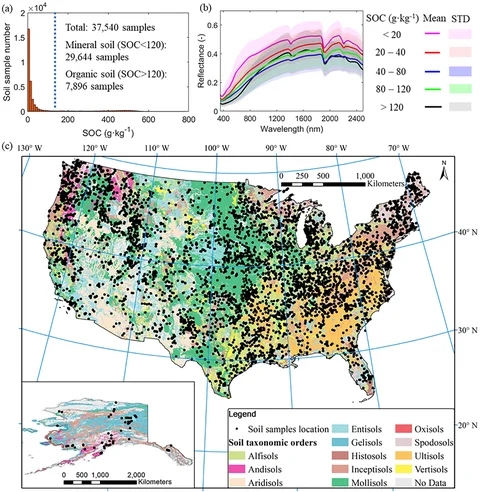 (a)
×10⁴
Soil sample number
2
1.5
1
0.5
0
Total: 37,540 samples
Mineral soil (SOC<120):
29,644 samples
Organic soil (SOC>120):
7,896 samples
0 200 400 600 800
SOC (g·kg⁻¹)
(b)
Reflectance (-)
0.6
0.4
0.2
0
400 800 1200 1600 2000 2400
Wavelength (nm)
SOC (g·kg⁻¹) Mean STD
< 20
20 – 40
40 – 80
80 – 120
> 120
(c)
130° W 120° W 110° W 100° W 90° W 80° W 70° W
0 250 500 1,000
Kilometers
N
40° N
30° N
20° N
0 500 1,000 2,000
Kilometers
Legend
Soil samples location
Soil taxonomic orders
Alfisols
Andisols
Aridisols
Entisols
Gelisols
Histosols
Inceptisols
Mollisols
Oxisols
Spodosols
Ultisols
Vertisols
No Data